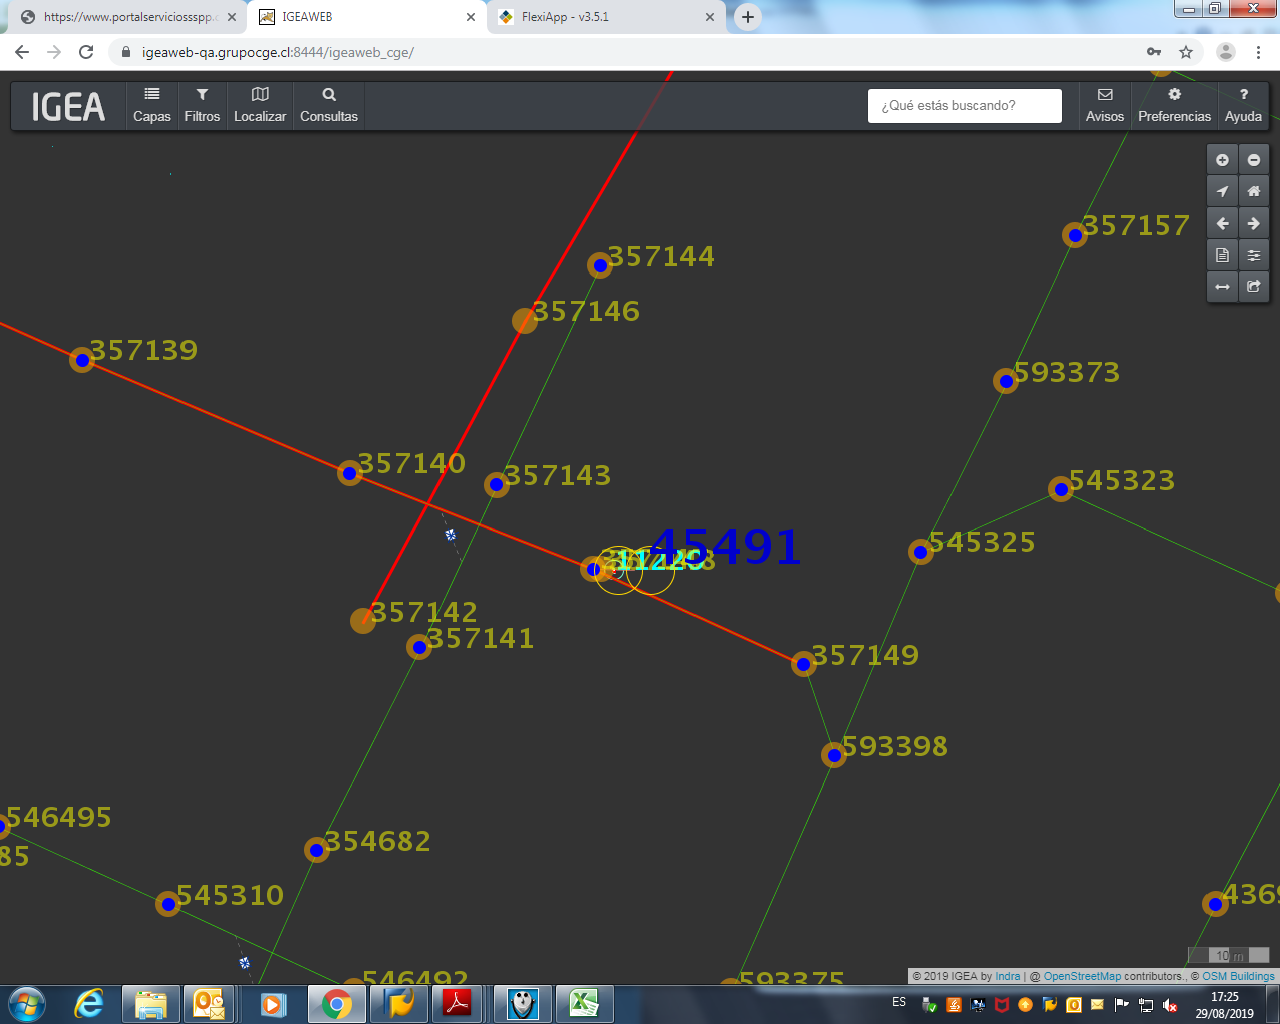 https://www.portalserviciossspp.c
IGEAWEB
FlexiApp - v3.5.1
igeaweb-qa.grupocge.cl:8444/igeaweb_cge/
IGEA
Capas
Filtros
Localizar
Consultas
¿Qué estás buscando?
Avisos
Preferencias
Ayuda
357157
357144
357146
357139
593373
357140
357143
545323
45491
545325
357142
357141
357149
593398
546495
85
354682
545310
4369
546492
593375
10 m
© 2019 IGEA by Indra | @ OpenStreetMap contributors., © OSM Buildings
ES
17:25
29/08/2019